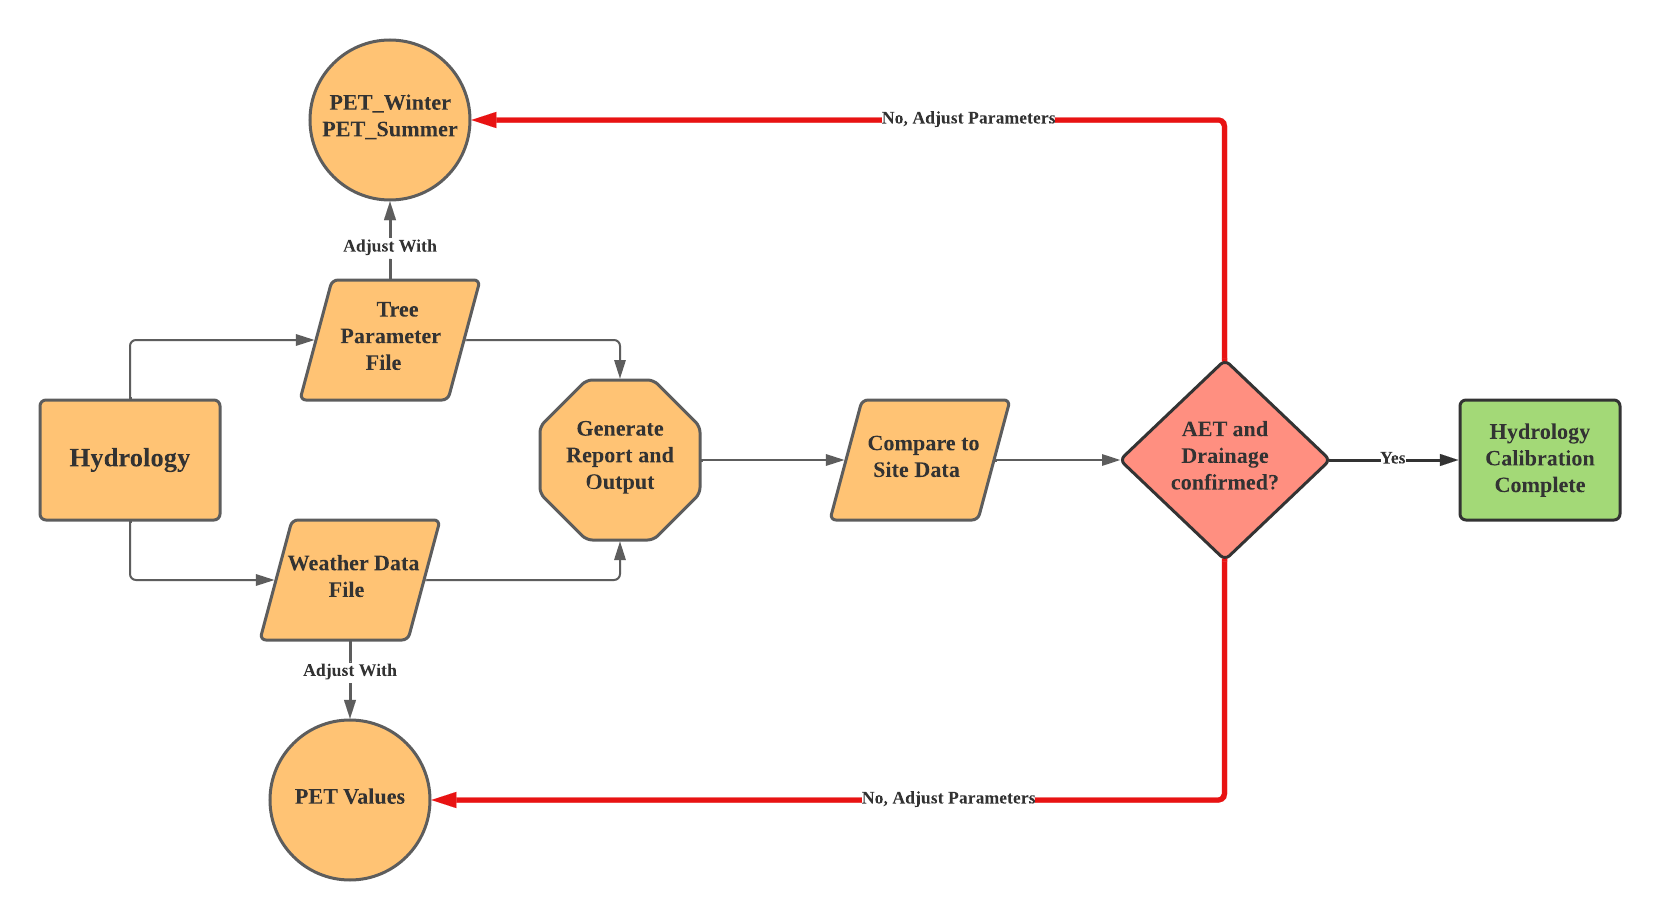 PET_Winter
PET_Summer
No, Adjust Parameters
Adjust With
Tree
Parameter
File
Hydrology
Generate
Report and
Output
Compare to
Site Data
AET and
Drainage
confirmed?
Yes
Hydrology
Calibration
Complete
Weather Data
File
Adjust With
PET Values
No, Adjust Parameters